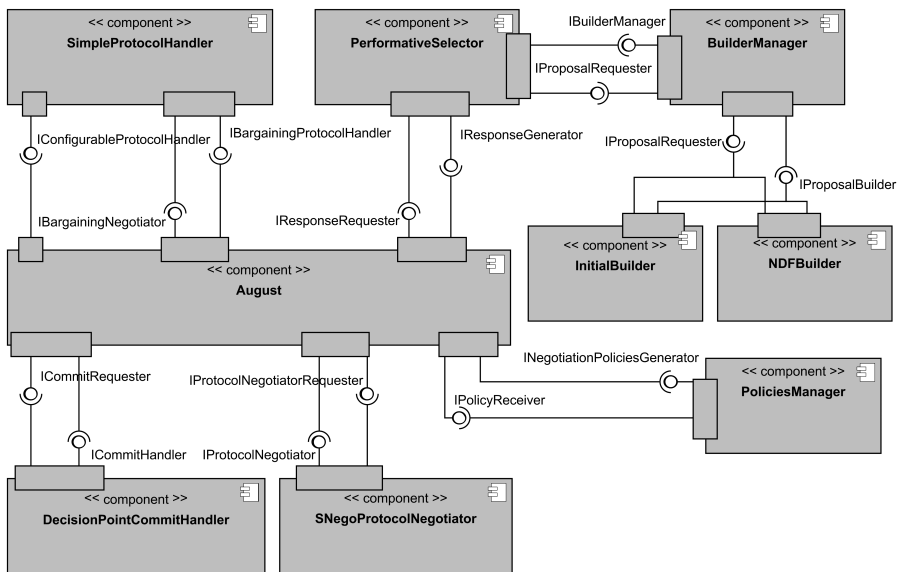 << component >>
SimpleProtocolHandler
<< component >>
PerformativeSelector
IBuilderManager
<< component >>
BuilderManager
IProposalRequester
IConfigurableProtocolHandler
IBargainingProtocolHandler
IResponseGenerator
IProposalRequester
IProposalBuilder
IBargainingNegotiator
IResponseRequester
<< component >>
InitialBuilder
<< component >>
NDFBuilder
<< component >>
August
INegotiationPoliciesGenerator
ICommitRequester
IProtocolNegotiatorRequester
IPolicyReceiver
<< component >>
PoliciesManager
ICommitHandler
IProtocolNegotiator
<< component >>
DecisionPointCommitHandler
<< component >>
SNegoProtocolNegotiator